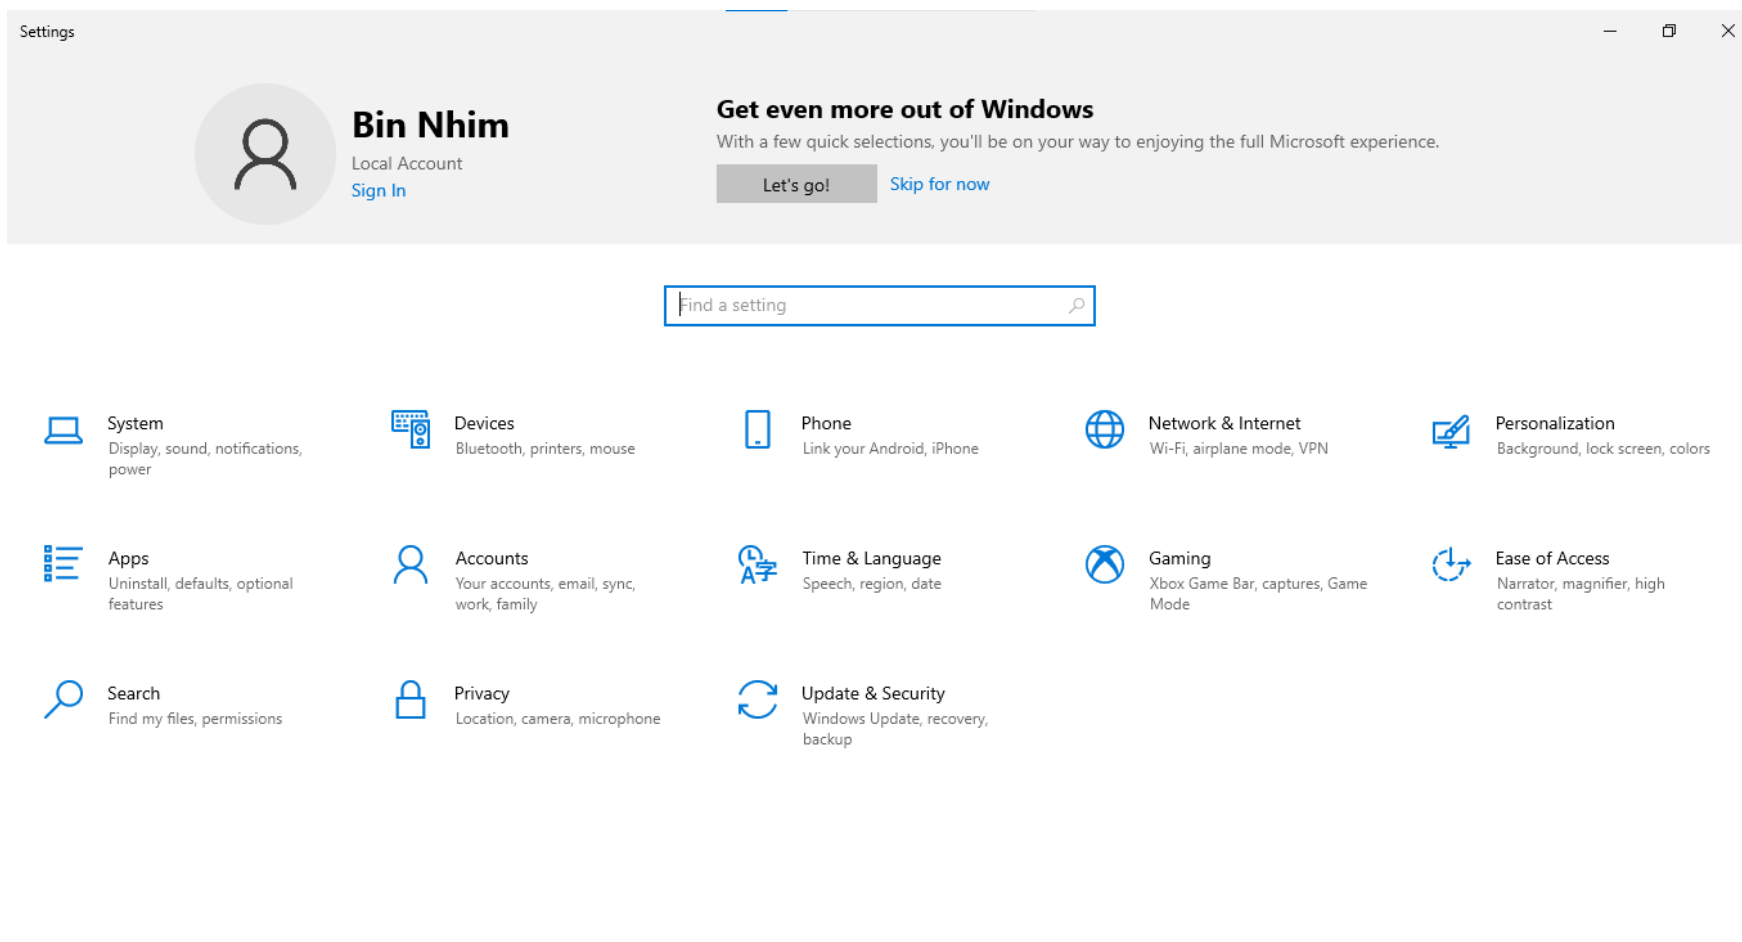 Settings
Bin Nhim
Local Account
Sign In
Get even more out of Windows
With a few quick selections, you'll be on your way to enjoying the full Microsoft experience.
Let's go!
Skip for now
Find a setting
System
Display, sound, notifications,
power
Devices
Bluetooth, printers, mouse
Phone
Link your Android, iPhone
Network & Internet
Wi-Fi, airplane mode, VPN
Personalization
Background, lock screen, colors
Apps
Uninstall, defaults, optional
features
Accounts
Your accounts, email, sync,
work, family
Time & Language
Speech, region, date
Gaming
Xbox Game Bar, captures, Game
Mode
Ease of Access
Narrator, magnifier, high
contrast
Search
Find my files, permissions
Privacy
Location, camera, microphone
Update & Security
Windows Update, recovery,
backup